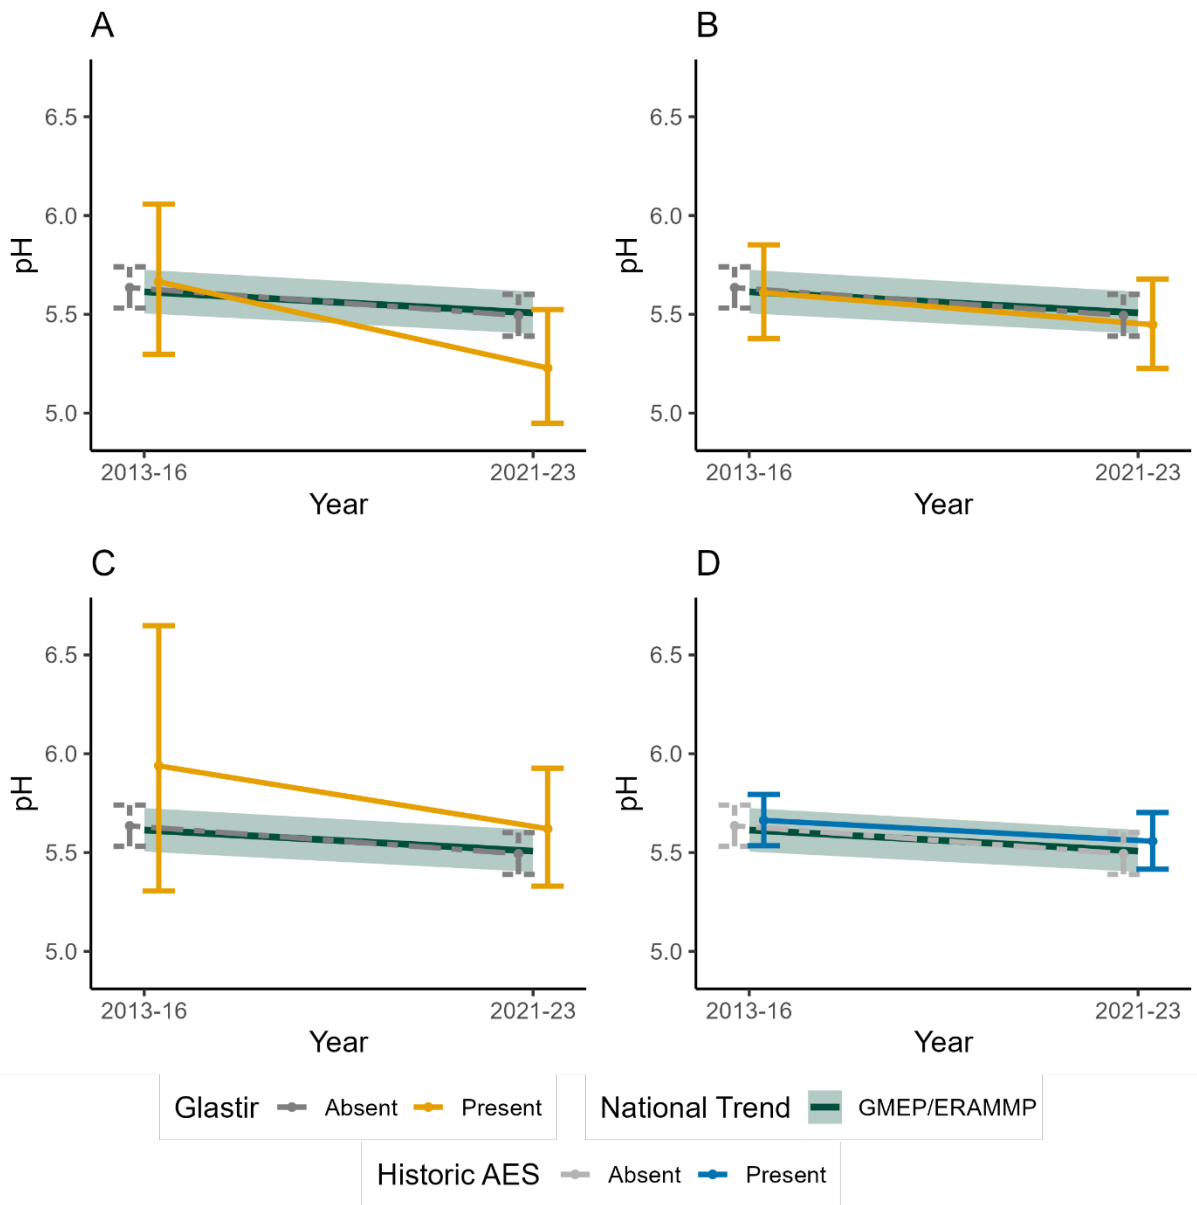 A
B
pH
6.5
6.0
5.5
5.0
2013-16
2021-23
Year
pH
6.5
6.0
5.5
5.0
2013-16
2021-23
Year
C
D
pH
6.5
6.0
5.5
5.0
2013-16
2021-23
Year
pH
6.5
6.0
5.5
5.0
2013-16
2021-23
Year
Glastir Absent Present
National Trend GMEP/ERAMMP
Historic AES Absent Present